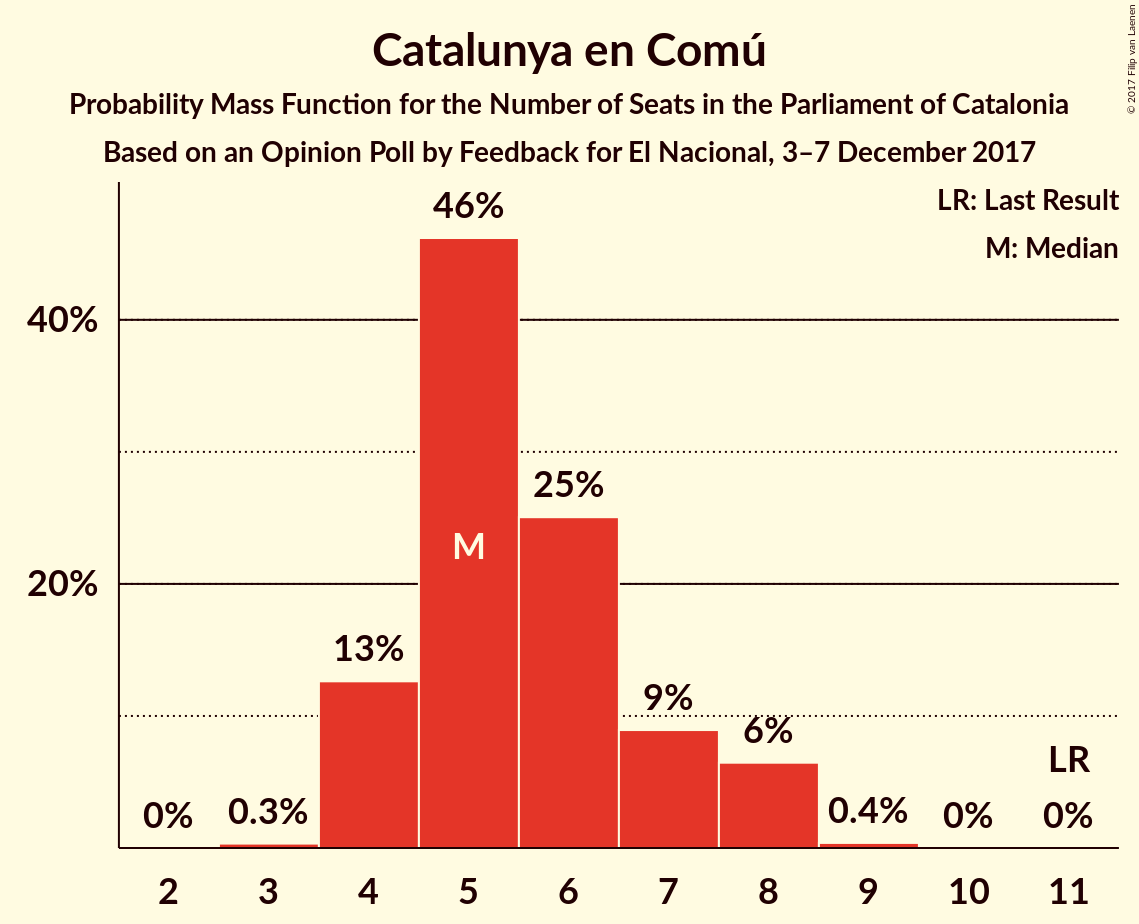 Catalunya en Comú
Probability Mass Function for the Number of Seats in the Parliament of Catalonia
Based on an Opinion Poll by Feedback for El Nacional, 3–7 December 2017
© 2017 Filip van Laenen
LR: Last Result
M: Median
46%
40%
25%
M
20%
13%
9%
6%
LR
0%
0.3%
0.4%
0%
0%
2 3 4 5 6 7 8 9 10 11